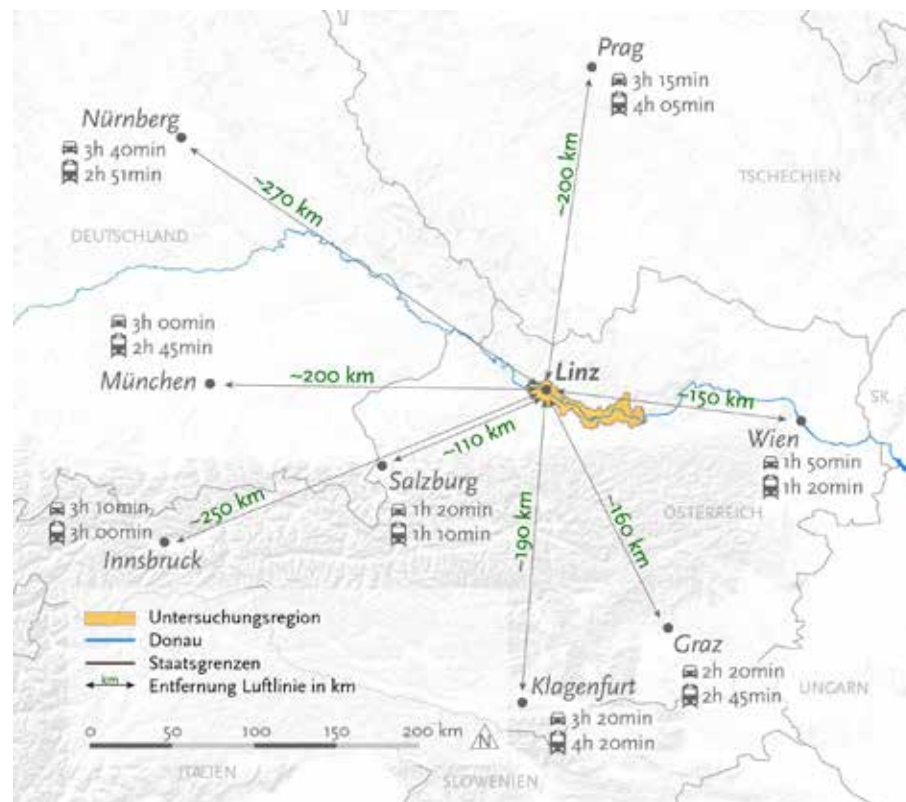 Prag
3h 15min
4h 05min
Nürnberg
3h 40min
2h 51min
~270 km
~200 km
TSCHECHIEN
DEUTSCHLAND
3h 00min
2h 45min
München
~200 km
Linz
~150 km
SK.
Wien
1h 50min
1h 20min
~110 km
Salzburg
1h 20min
1h 10min
~250 km
3h 10min
3h 00min
Innsbruck
~190 km
~160 km
ÖSTERREICH
Untersuchungsregion
Donau
Staatsgrenzen
km Entfernung Luftlinie in km
Graz
2h 20min
2h 45min
UNGARN
Klagenfurt
3h 20min
4h 20min
0 50 100 150 200 km
N
ITALIEN
SLOWENIEN